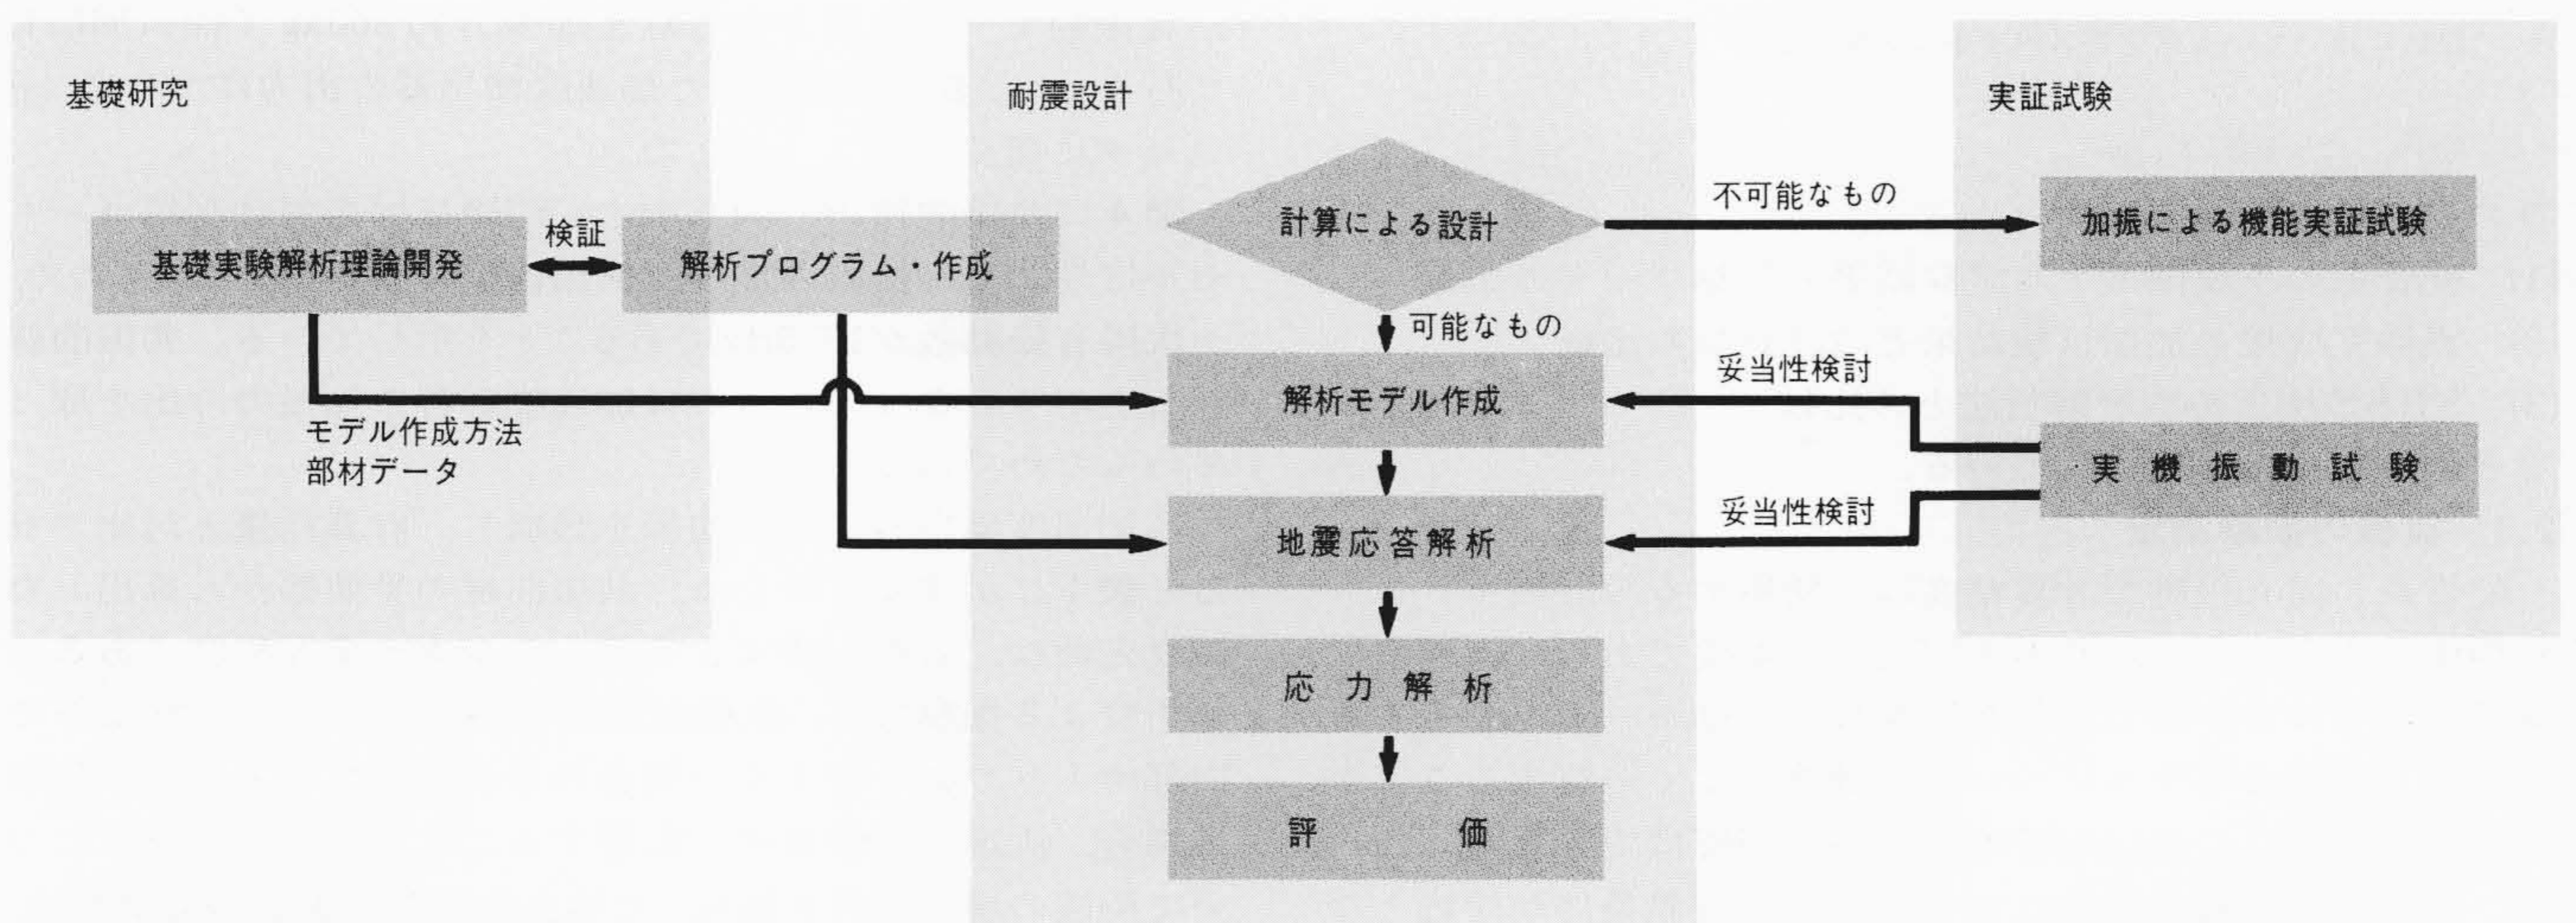 基礎研究
基礎実験解析理論開発
検証
解析プログラム・作成
モデル作成方法
部材データ
耐震設計
計算による設計
不可能なもの
可能なもの
解析モデル作成
妥当性検討
地震応答解析
妥当性検討
応力解析
評価
実証試験
加振による機能実証試験
実機振動試験